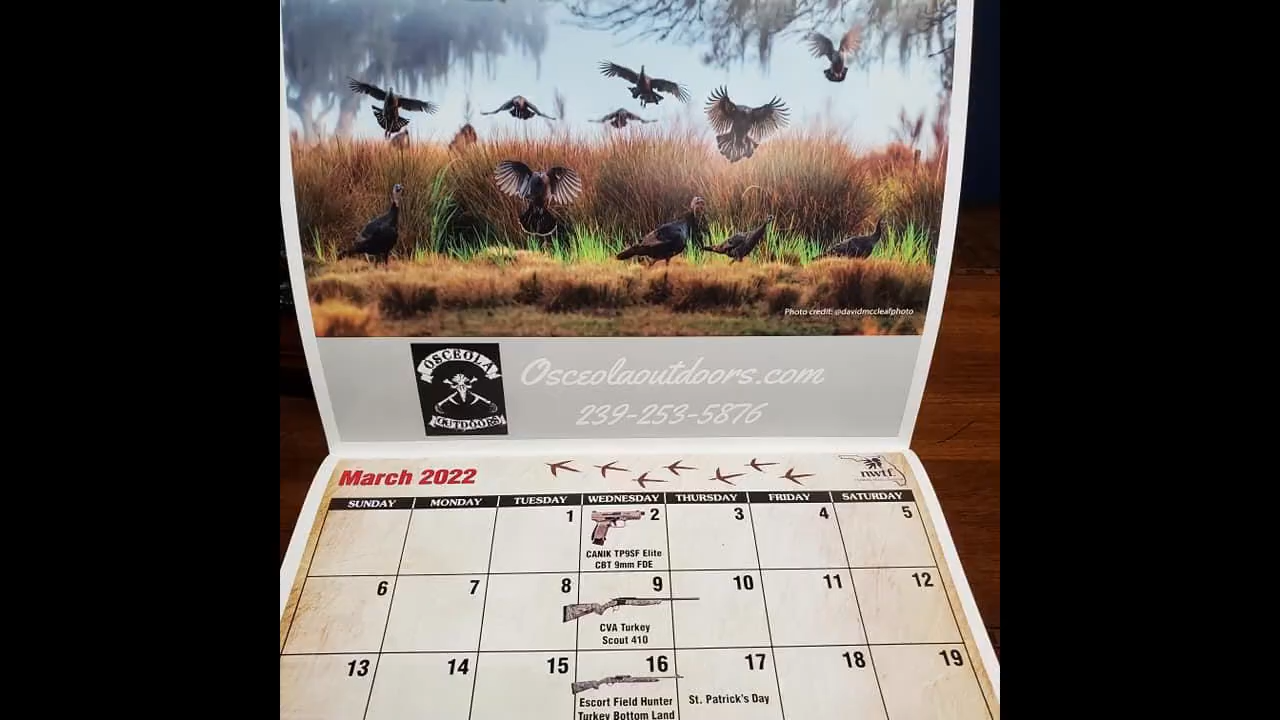 Photo credit: @davidmccleafphoto
OSCEOLA
OUTDOORS
Osceolaoutdoors.com
239-253-5876
March 2022
nwtf
SUNDAY MONDAY TUESDAY WEDNESDAY THURSDAY FRIDAY SATURDAY
1 2 3 4 5
CANIK TP9SF Elite
CBT 9mm FDE
6 7 8 9 10 11 12
CVA Turkey
Scout 410
13 14 15 16 17 18 19
Escort Field Hunter
Turkey Bottom Land
St. Patrick's Day